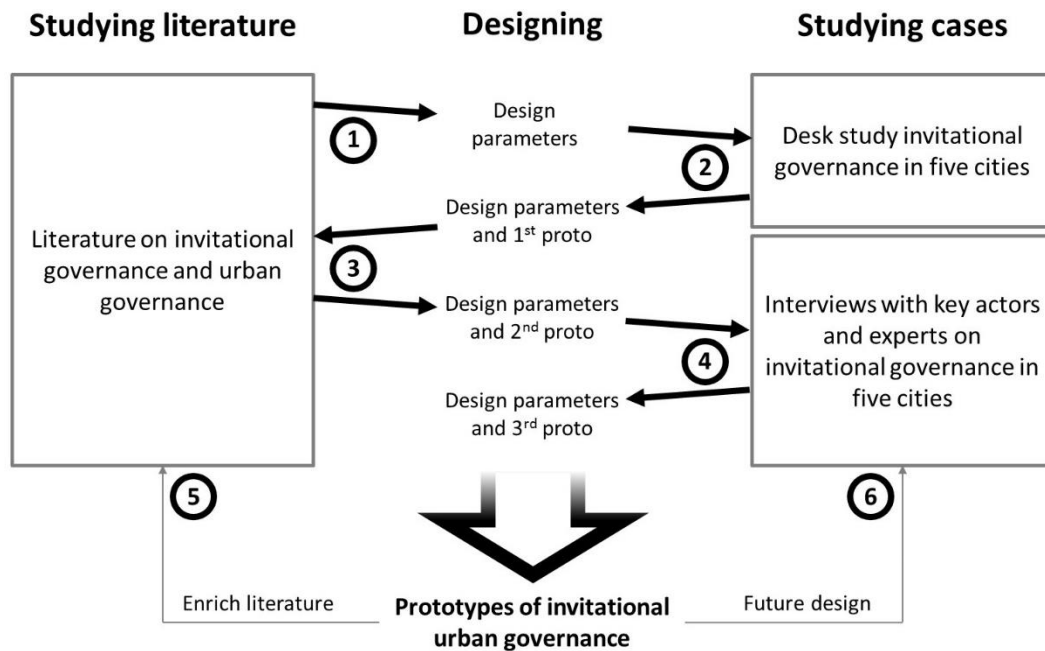 Studying literature
Designing
Studying cases
Design
parameters
1
2
Desk study invitational
governance in five cities
Design parameters
and 1st proto
Literature on invitational
governance and urban
governance
3
Design parameters
and 2nd proto
4
Interviews with key actors
and experts on
invitational governance in
five cities
Design parameters
and 3rd proto
5
6
Enrich literature
Prototypes of invitational
urban governance
Future design